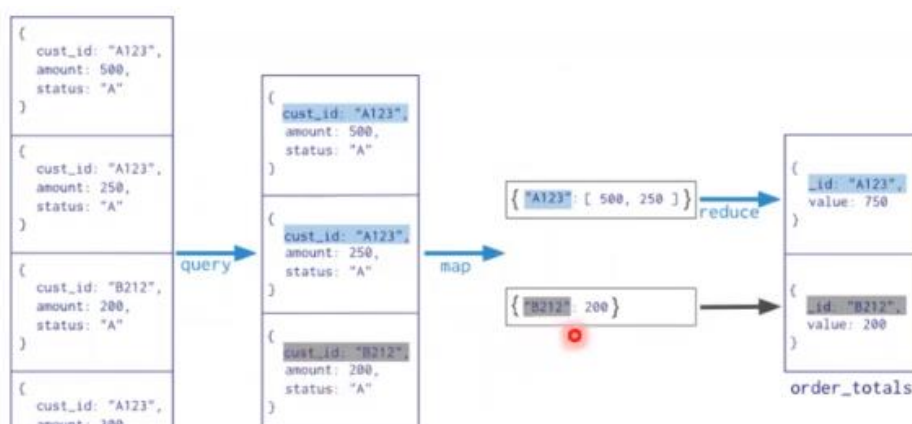 {
cust_id: "A123",
amount: 500,
status: "A"
}
{
cust_id: "A123",
amount: 250,
status: "A"
}
{
cust_id: "B212",
amount: 200,
status: "A"
}
{
cust_id: "A123",
amount: 300
query
{
cust_id: "A123",
amount: 500,
status: "A"
}
{
cust_id: "A123",
amount: 250,
status: "A"
}
{
cust_id: "B212",
amount: 200,
status: "A"
}
map
{ "A123": [ 500, 250 ] }
{ "B212": 200 }
reduce
{
_id: "A123",
value: 750
}
{
_id: "B212",
value: 200
}
order_totals